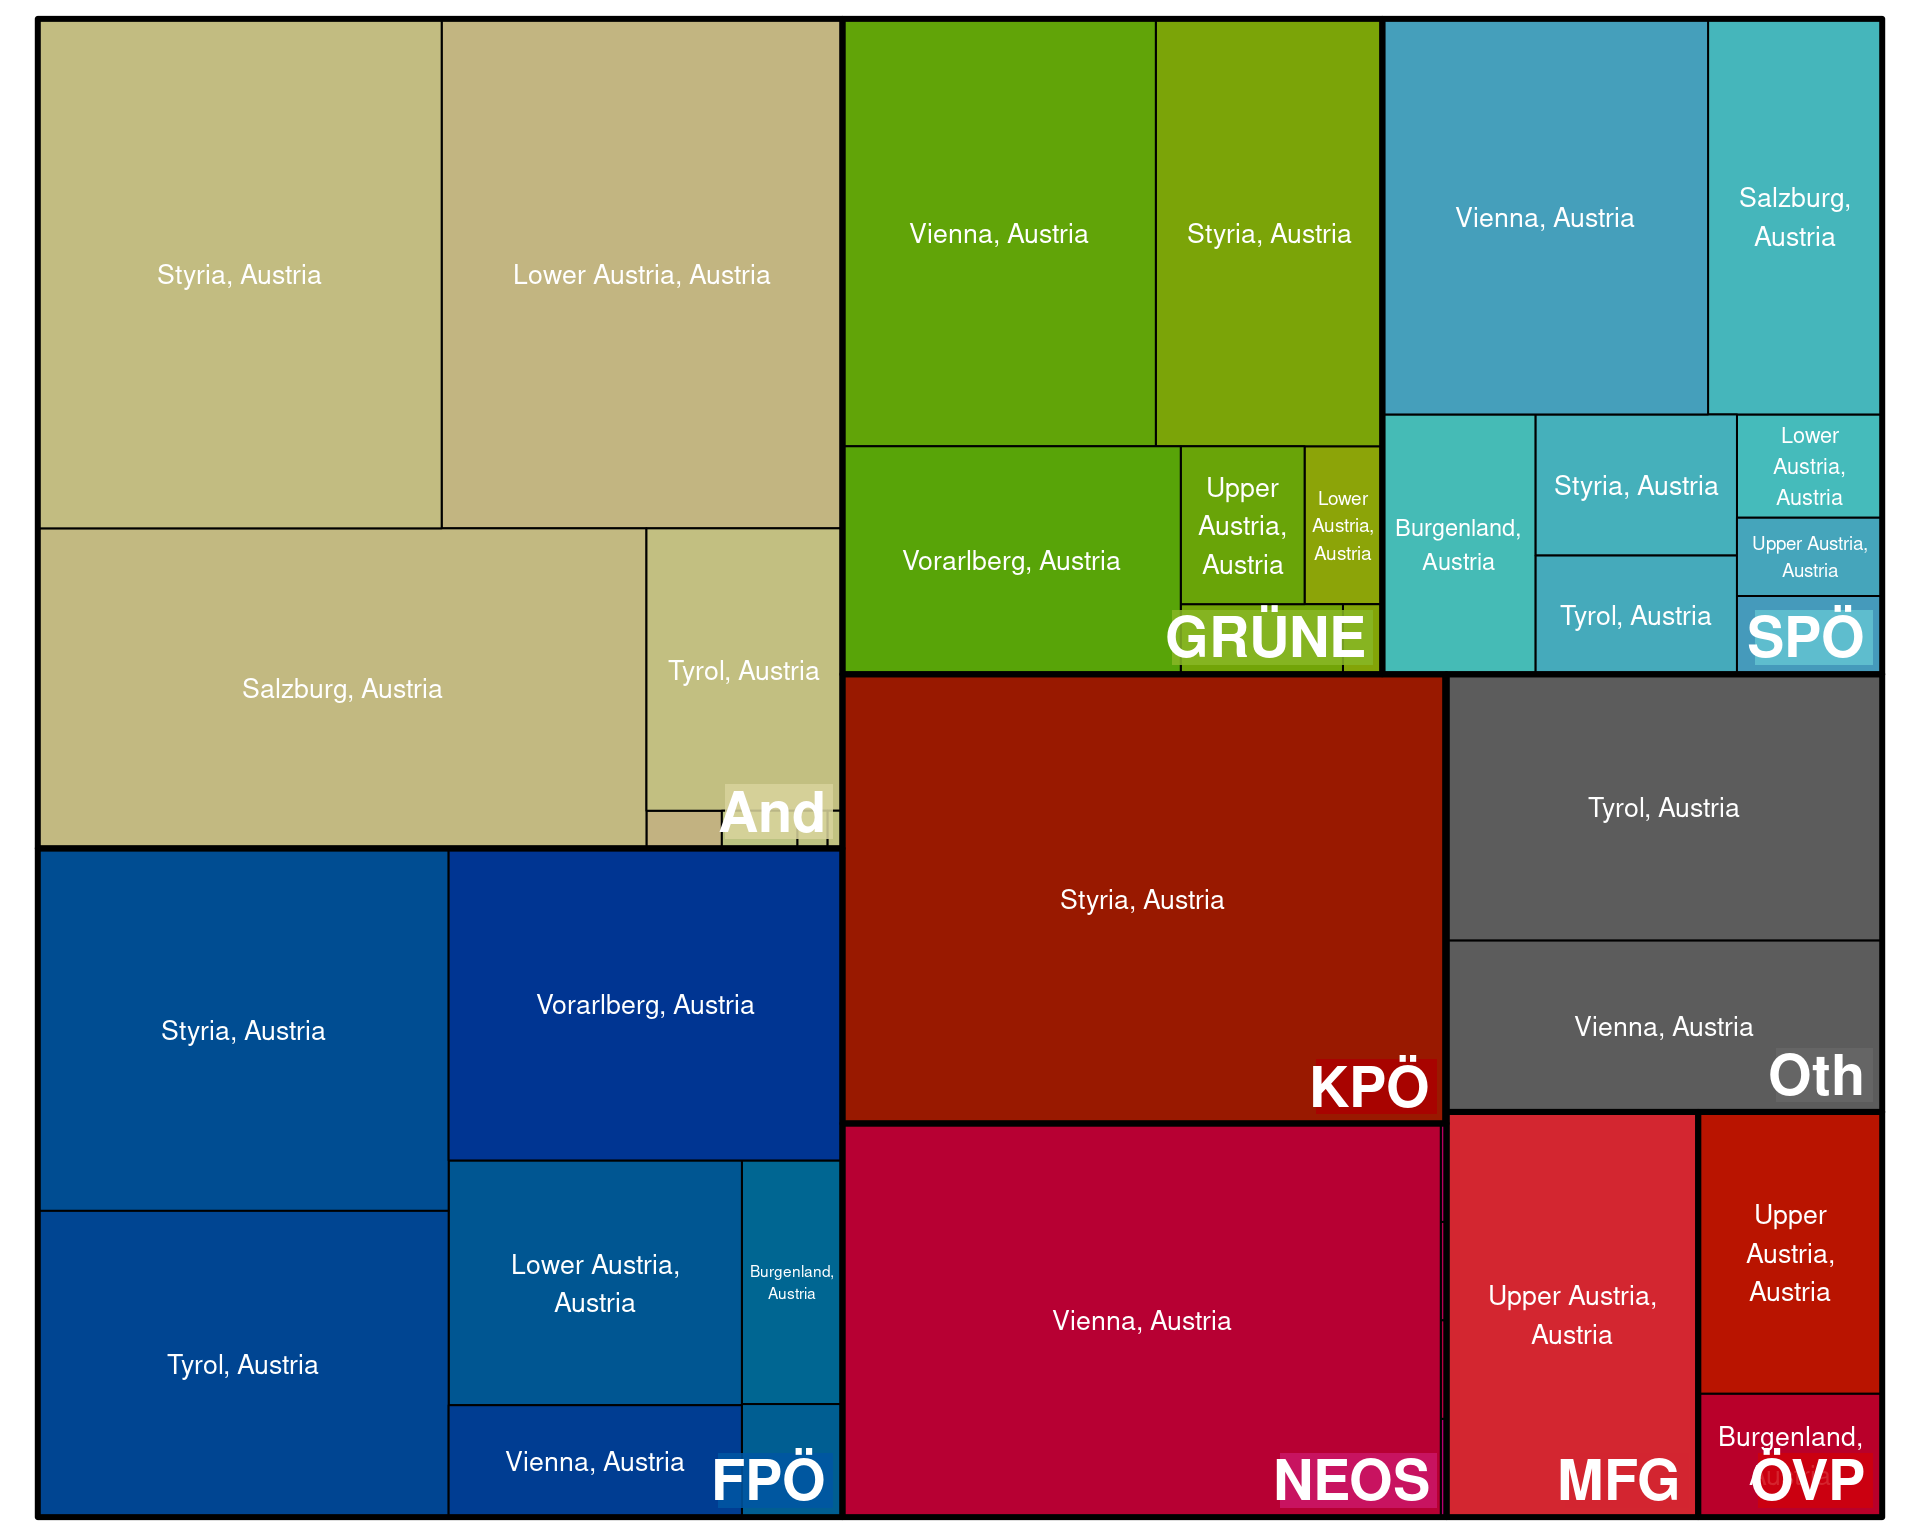 Styria, Austria
Lower Austria, Austria
Salzburg, Austria
Tyrol, Austria
And
Styria, Austria
Vorarlberg, Austria
Tyrol, Austria
Lower Austria,
Austria
Burgenland,
Austria
Vienna, Austria
FPÖ
Vienna, Austria
Styria, Austria
Vorarlberg, Austria
Upper
Austria,
Austria
Lower
Austria,
Austria
GRÜNE
Vienna, Austria
Salzburg,
Austria
Burgenland,
Austria
Styria, Austria
Tyrol, Austria
Lower
Austria,
Austria
Upper Austria,
Austria
SPÖ
Styria, Austria
KPÖ
Tyrol, Austria
Vienna, Austria
Oth
Vienna, Austria
NEOS
Upper Austria,
Austria
MFG
Upper
Austria,
Austria
Burgenland,
ÖVP